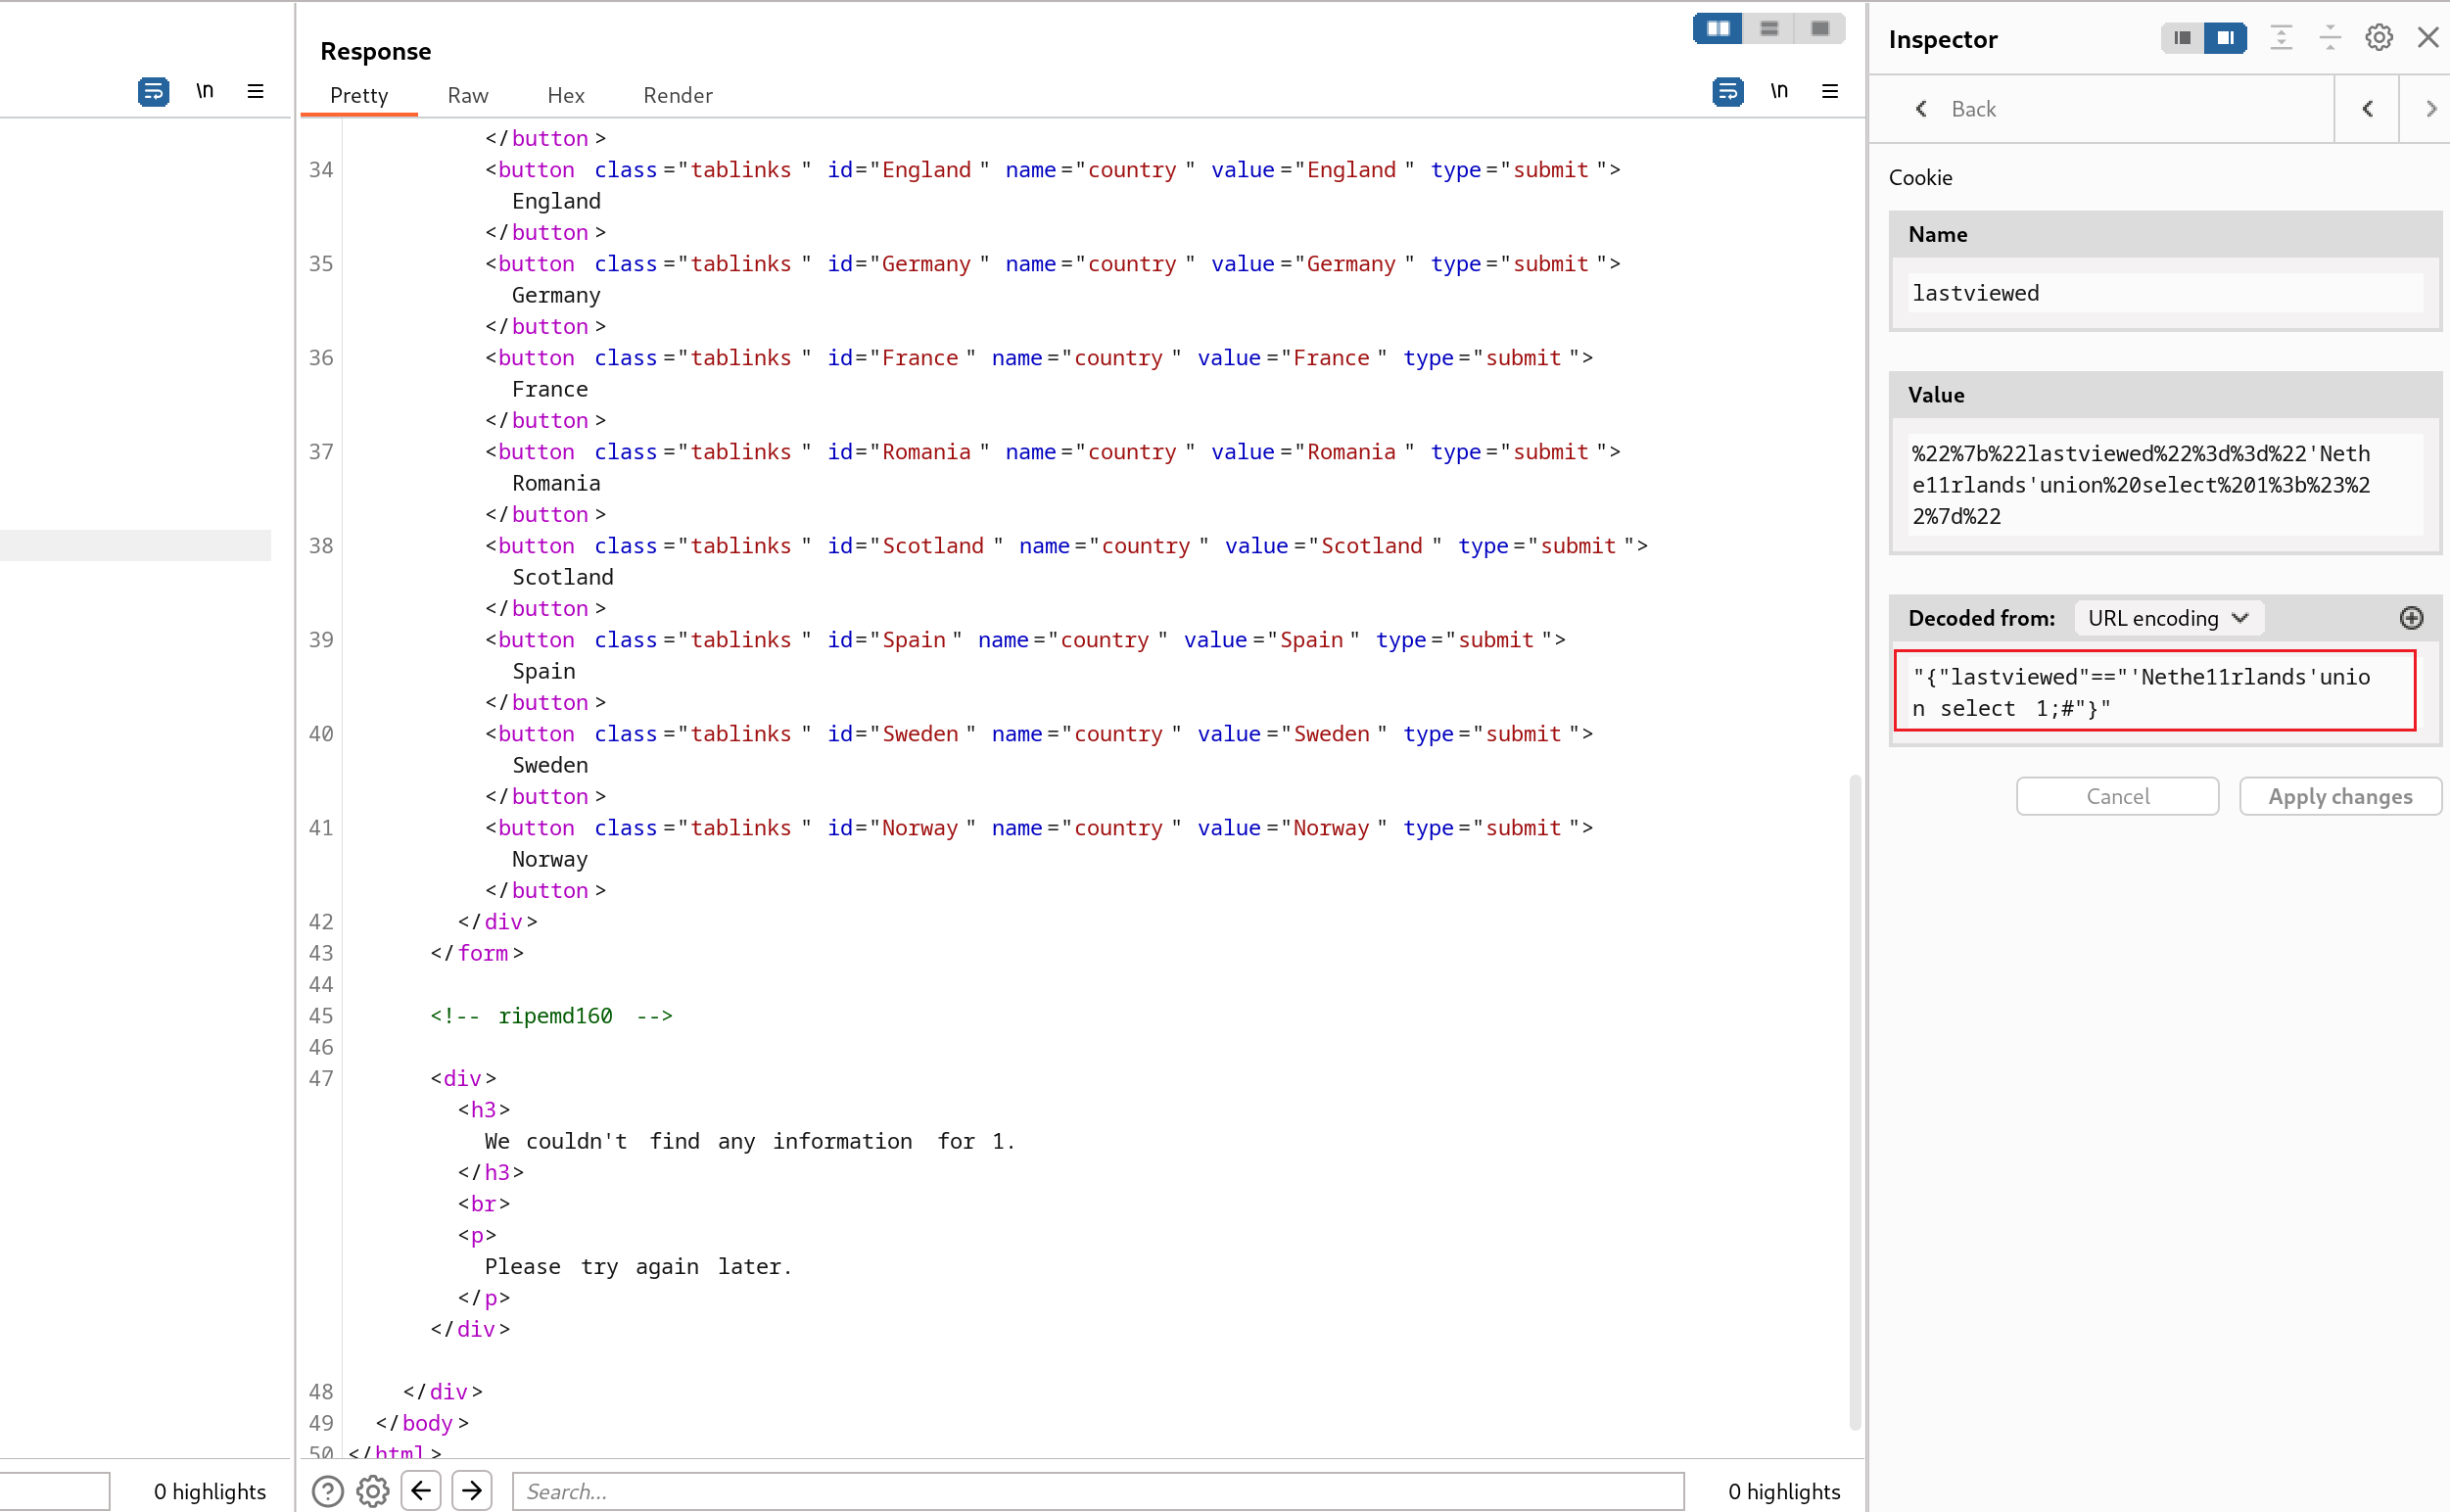 Response
Inspector
\n
Pretty Raw Hex Render
\n
Back
</button>
34 <button class="tablinks" id="England" name="country" value="England" type="submit">
England
</button>
35 <button class="tablinks" id="Germany" name="country" value="Germany" type="submit">
Germany
</button>
36 <button class="tablinks" id="France" name="country" value="France" type="submit">
France
</button>
37 <button class="tablinks" id="Romania" name="country" value="Romania" type="submit">
Romania
</button>
38 <button class="tablinks" id="Scotland" name="country" value="Scotland" type="submit">
Scotland
</button>
39 <button class="tablinks" id="Spain" name="country" value="Spain" type="submit">
Spain
</button>
40 <button class="tablinks" id="Sweden" name="country" value="Sweden" type="submit">
Sweden
</button>
41 <button class="tablinks" id="Norway" name="country" value="Norway" type="submit">
Norway
</button>
42 </div>
43 </form>
44
45 <!-- ripemd160 -->
46
47 <div>
<h3>
We couldn't find any information for 1.
</h3>
<br>
<p>
Please try again later.
</p>
</div>
48 </div>
49 </body>
50 </html>
Cookie
Name
lastviewed
Value
%22%7b%22lastviewed%22%3d%3d%22'Neth
e11rlands'union%20select%201%3b%23%2
2%7d%22
Decoded from: URL encoding
"{"lastviewed"=="'Nethe11rlands'unio
n select 1;#"}"
Cancel Apply changes
0 highlights
Search...
0 highlights